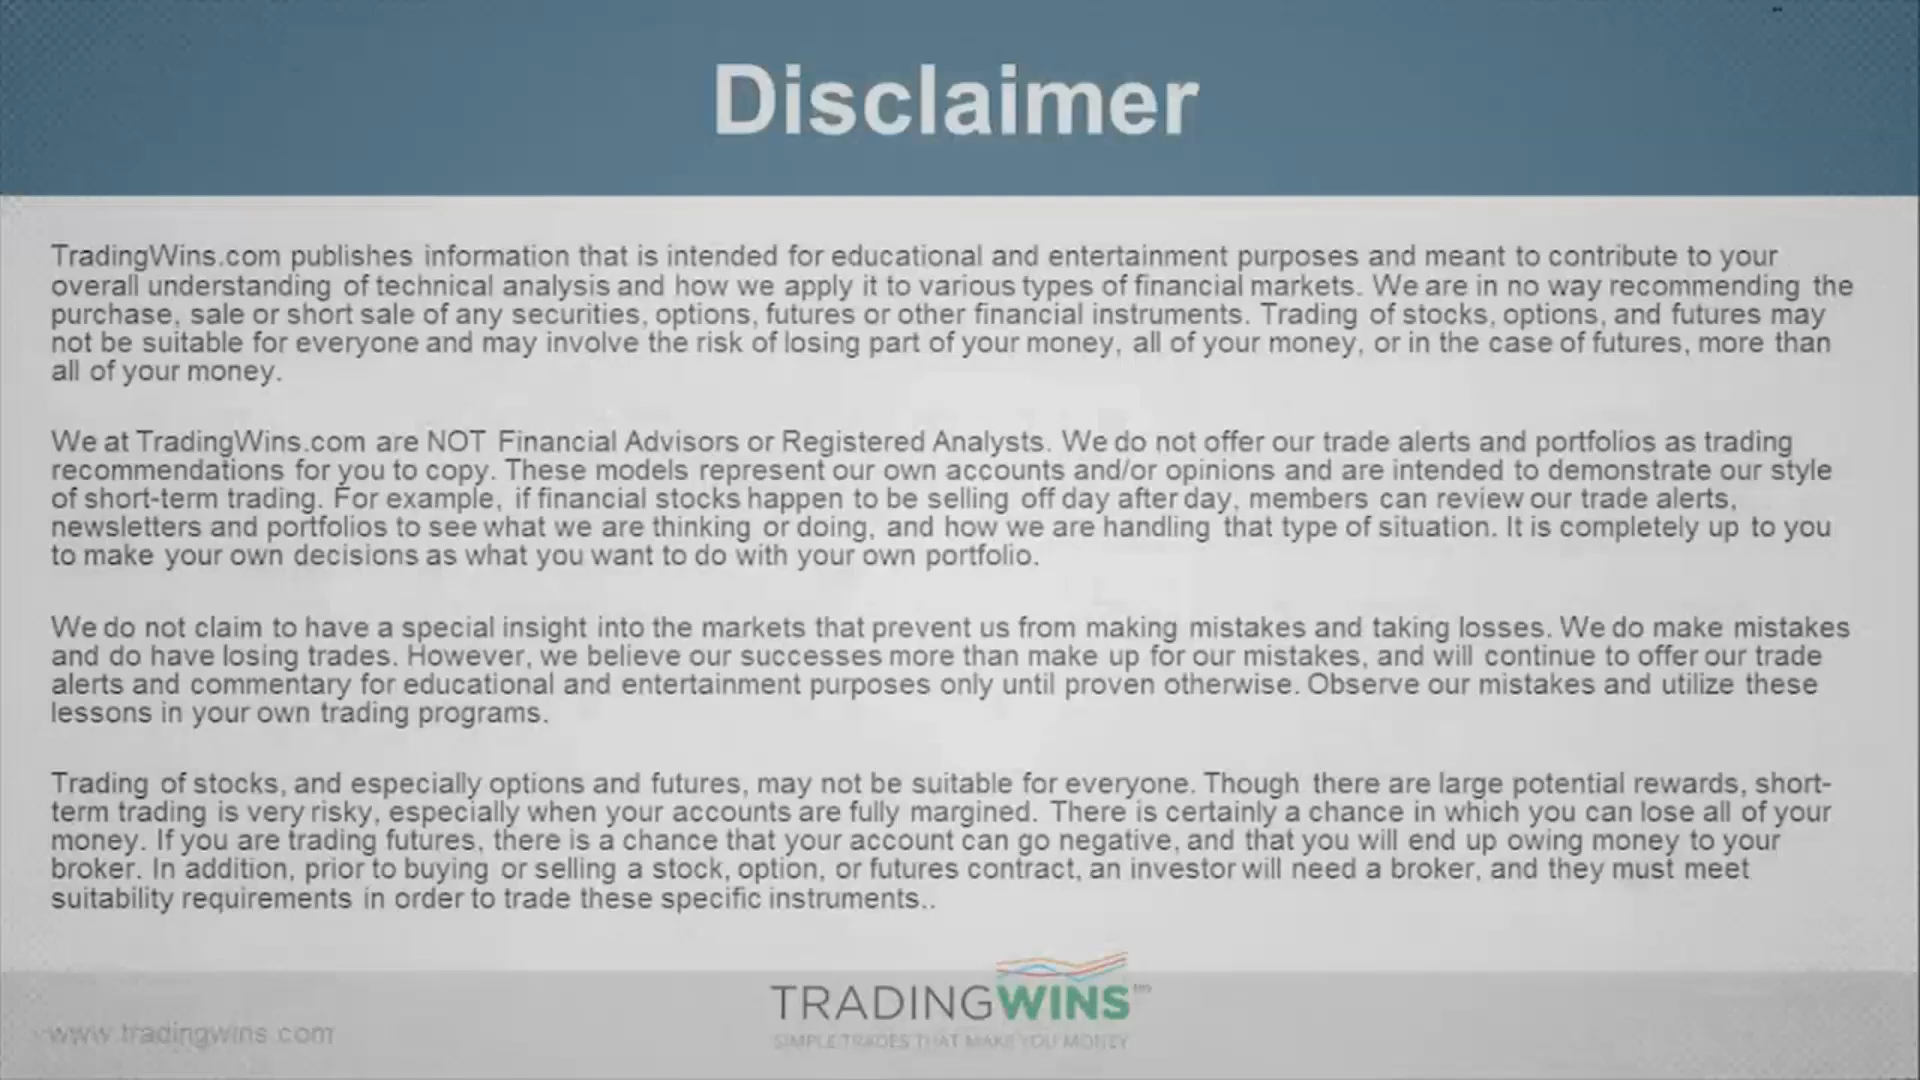 Disclaimer
TradingWins.com publishes information that is intended for educational and entertainment purposes and meant to contribute to your
overall understanding of technical analysis and how we apply it to various types of financial markets. We are in no way recommending the
purchase, sale or short sale of any securities, options, futures or other financial instruments. Trading of stocks, options, and futures may
not be suitable for everyone and may involve the risk of losing part of your money, all of your money, or in the case of futures, more than
all of your money.
We at TradingWins.com are NOT Financial Advisors or Registered Analysts. We do not offer our trade alerts and portfolios as trading
recommendations for you to copy. These models represent our own accounts and/or opinions and are intended to demonstrate our style
of short-term trading. For example, if financial stocks happen to be selling off day after day, members can review our trade alerts,
newsletters and portfolios to see what we are thinking or doing, and how we are handling that type of situation. It is completely up to you
to make your own decisions as what you want to do with your own portfolio.
We do not claim to have a special insight into the markets that prevent us from making mistakes and taking losses. We do make mistakes
and do have losing trades. However, we believe our successes more than make up for our mistakes, and will continue to offer our trade
alerts and commentary for educational and entertainment purposes only until proven otherwise. Observe our mistakes and utilize these
lessons in your own trading programs.
Trading of stocks, and especially options and futures, may not be suitable for everyone. Though there are large potential rewards, short-
term trading is very risky, especially when your accounts are fully margined. There is certainly a chance in which you can lose all of your
money. If you are trading futures, there is a chance that your account can go negative, and that you will end up owing money to your
broker. In addition, prior to buying or selling a stock, option, or futures contract, an investor will need a broker, and they must meet
suitability requirements in order to trade these specific instruments..
TRADINGWINS
SIMPLE TRADES THAT MAKE YOU MONEY
www.tradingwins.com